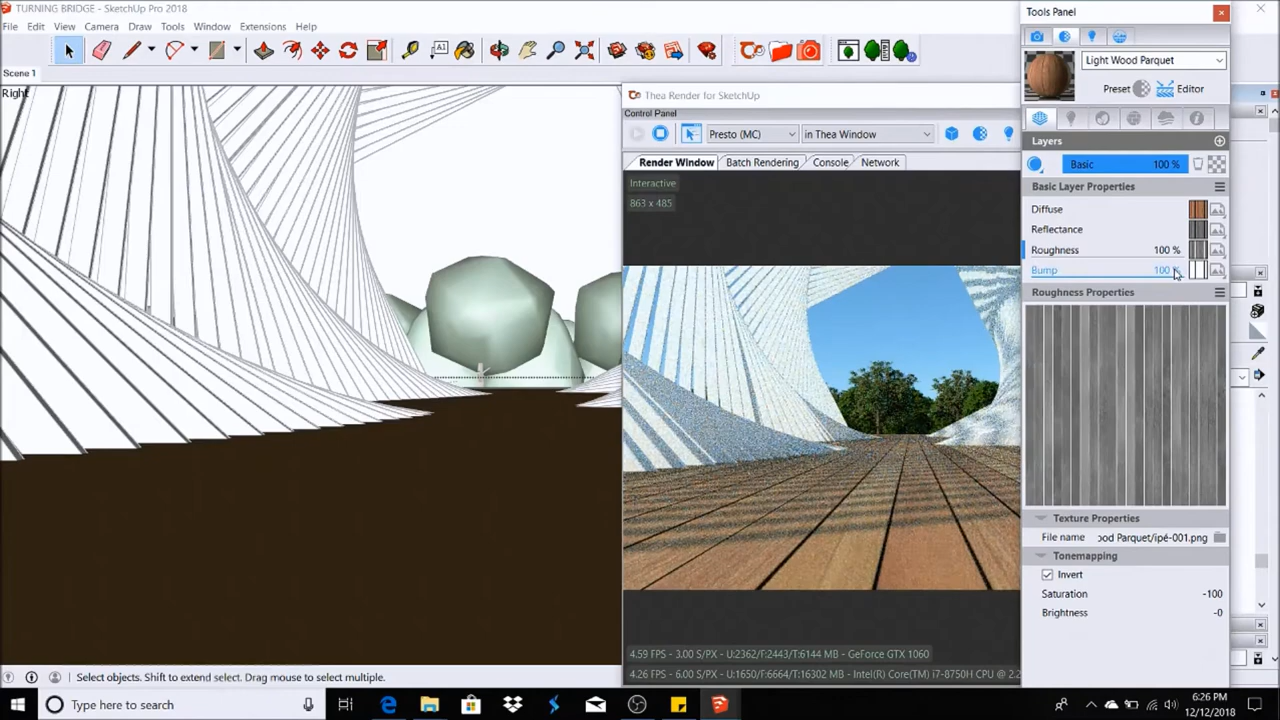 TURNING BRIDGE - SketchUp Pro 2018
File Edit View Camera Draw Tools Window Extensions Help
Scene 1
Right
Thea Render for SketchUp
Control Panel
Presto (MC) in Thea Window
Render Window Batch Rendering Console Network
Interactive
863 x 485
4.59 FPS - 3.00 S/PX - U:2362/F:2443/T:6144 MB - GeForce GTX 1060
4.26 FPS - 6.00 S/PX - U:1650/F:6664/T:16302 MB - Intel(R) Core(TM) i7-8750H CPU @ 2.2
Tools Panel
Light Wood Parquet
Preset Editor
Layers
Basic 100 %
Basic Layer Properties
Diffuse
Reflectance
Roughness 100 %
Bump 100 %
Roughness Properties
Texture Properties
File name ood Parquet/ipé-001.png
Tonemapping
Invert
Saturation -100
Brightness -0
Select objects. Shift to extend select. Drag mouse to select multiple.
Type here to search
6:26 PM
12/12/2018